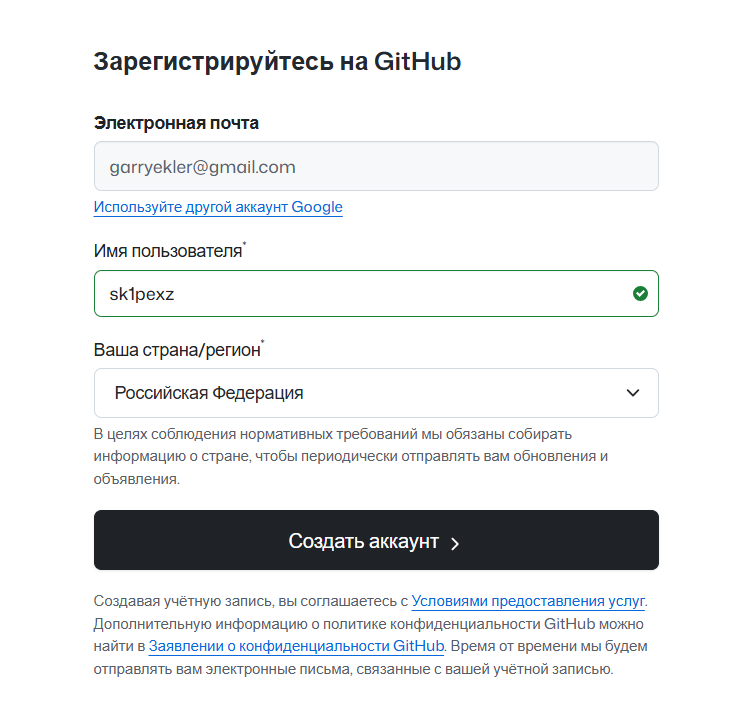 Зарегистрируйтесь на GitHub
Электронная почта
garryekler@gmail.com
Используйте другой аккаунт Google
Имя пользователя*
sk1pexz
Ваша страна/регион*
Российская Федерация
В целях соблюдения нормативных требований мы обязаны собирать
информацию о стране, чтобы периодически отправлять вам обновления и
объявления.
Создать аккаунт
Создавая учётную запись, вы соглашаетесь с Условиями предоставления услуг.
Дополнительную информацию о политике конфиденциальности GitHub можно
найти в Заявлении о конфиденциальности GitHub. Время от времени мы будем
отправлять вам электронные письма, связанные с вашей учётной записью.